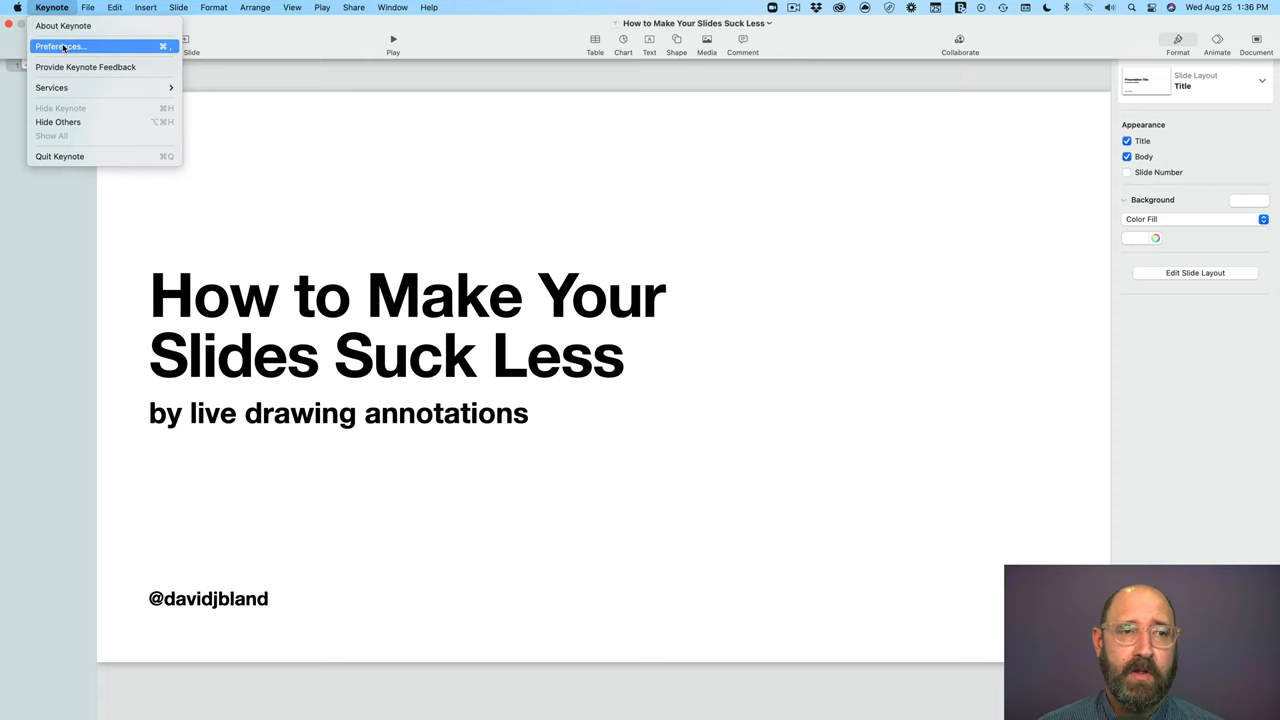 Keynote File Edit Insert Slide Format Arrange View Play Share Window Help Wed Aug 25 1:36 PM
About Keynote
Preferences... ⌘ ,
Provide Keynote Feedback
Services
Hide Keynote ⌘H
Hide Others ⌥⌘H
Show All
Quit Keynote ⌘Q
How to Make Your Slides Suck Less
Slide Play Table Chart Text Shape Media Comment Collaborate Format Animate Document
1
How to Make Your
Slides Suck Less
by live drawing annotations
@davidjbland
Slide Layout
Title
Appearance
Title
Body
Slide Number
Background
Color Fill
Edit Slide Layout